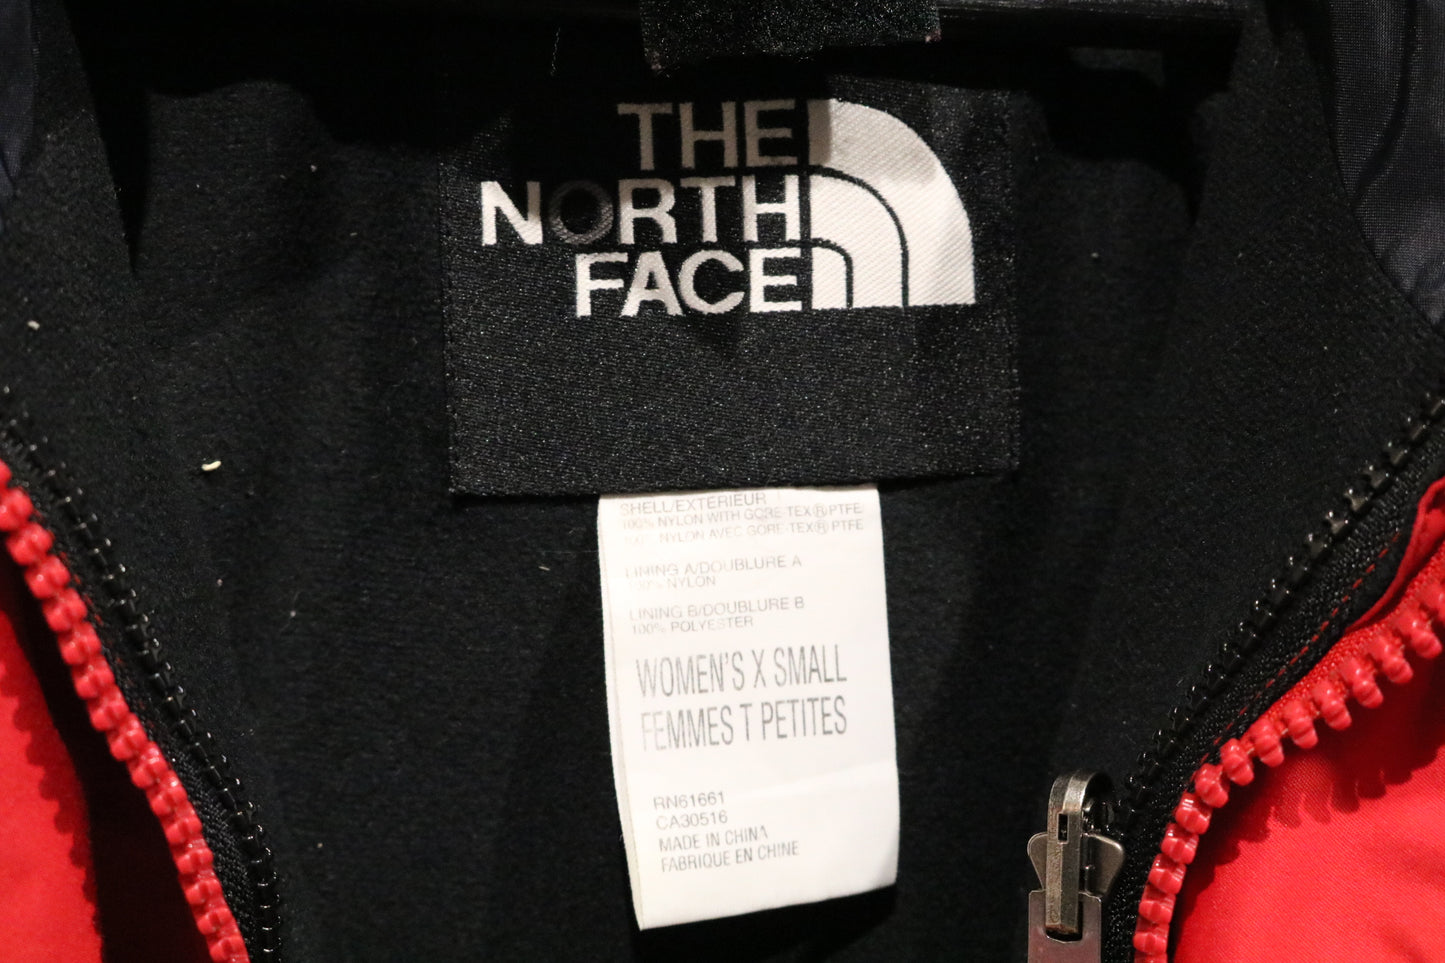 THE
NORTH
FACE
SHELL/EXTERIEUR
100% NYLON WITH GORE-TEX®PTFE
100% NYLON AVEC GORE-TEX®PTFE
LINING A/DOUBLURE A
100% NYLON
LINING B/DOUBLURE B
100% POLYESTER
WOMEN'S X SMALL
FEMMES T PETITES
RN61661
CA30516
MADE IN CHINA
FABRIQUE EN CHINE